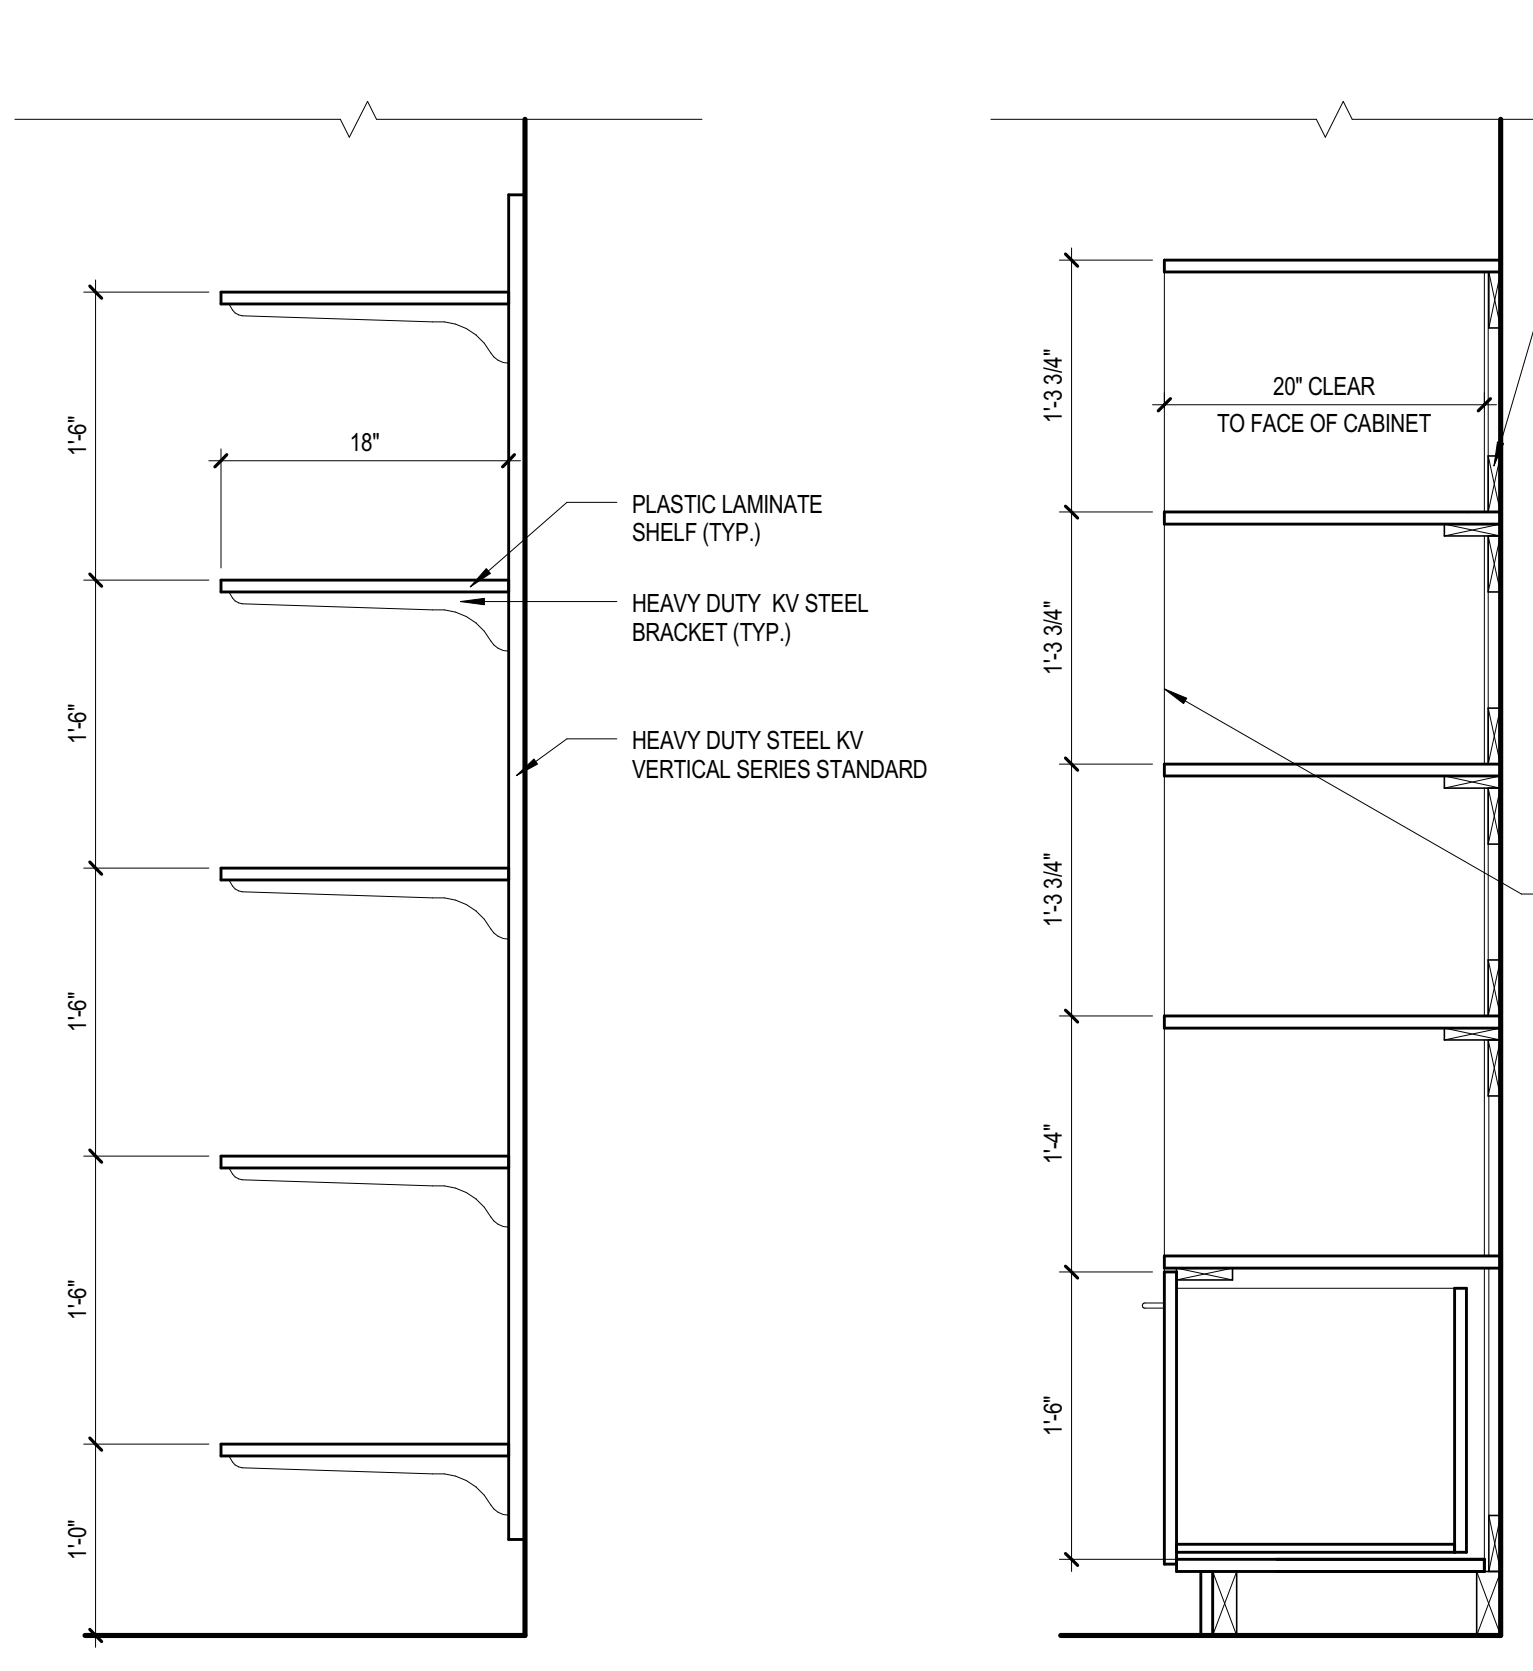 1'-6"
18"
PLASTIC LAMINATE
SHELF (TYP.)
HEAVY DUTY KV STEEL
BRACKET (TYP.)
1'-6"
HEAVY DUTY STEEL KV
VERTICAL SERIES STANDARD
1'-6"
1'-6"
1'-0"
1'-3 3/4"
20" CLEAR
TO FACE OF CABINET
1'-3 3/4"
1'-3 3/4"
1'-4"
1'-6"